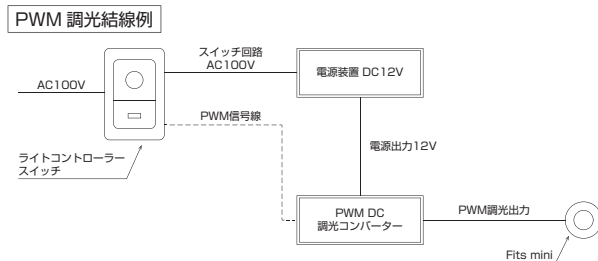 PWM 調光結線例
スイッチ回路
AC100V
電源装置 DC12V
AC100V
PWM信号線
電源出力12V
ライトコントローラー
スイッチ
PWM DC
調光コンバーター
PWM調光出力
Fits mini